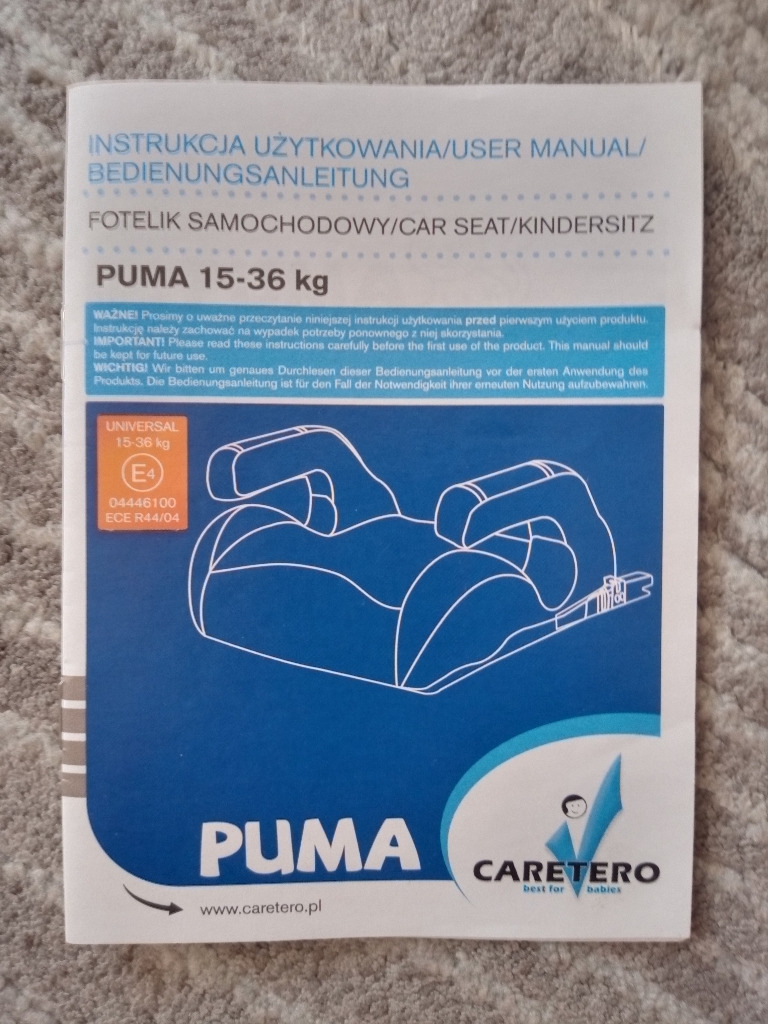 INSTRUKCJA UŻYTKOWANIA/USER MANUAL/
BEDIENUNGSANLEITUNG
FOTELIK SAMOCHODOWY/CAR SEAT/KINDERSITZ
PUMA 15-36 kg
WAŻNE! Prosimy o uważne przeczytanie niniejszej instrukcji użytkowania przed pierwszym użyciem produktu.
Instrukcję należy zachować na wypadek potrzeby ponownego z niej skorzystania.
IMPORTANT! Please read these instructions carefully before the first use of the product. This manual should
be kept for future use.
WICHTIG! Wir bitten um genaues Durchlesen dieser Bedienungsanleitung vor der ersten Anwendung des
Produkts. Die Bedienungsanleitung ist für den Fall der Notwendigkeit ihrer erneuten Nutzung aufzubewahren.
UNIVERSAL
15-36 kg
E4
04446100
ECE R44/04
PUMA
CARETERO
best for babies
www.caretero.pl